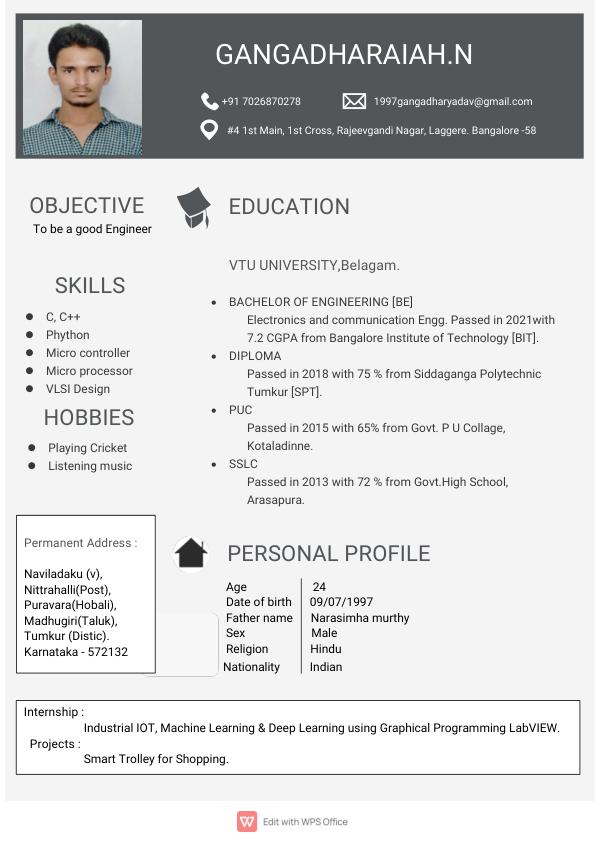 GANGADHARAIAH.N
+91 7026870278
1997gangadharyadav@gmail.com
#4 1st Main, 1st Cross, Rajeevgandi Nagar, Laggere. Bangalore -58
OBJECTIVE
To be a good Engineer
SKILLS
C, C++
Phython
Micro controller
Micro processor
VLSI Design
HOBBIES
Playing Cricket
Listening music
Permanent Address :
Naviladaku (v),
Nittrahalli(Post),
Puravara(Hobali),
Madhugiri(Taluk),
Tumkur (Distic).
Karnataka - 572132
EDUCATION
VTU UNIVERSITY,Belagam.
BACHELOR OF ENGINEERING [BE]
Electronics and communication Engg. Passed in 2021with
7.2 CGPA from Bangalore Institute of Technology [BIT].
DIPLOMA
Passed in 2018 with 75 % from Siddaganga Polytechnic
Tumkur [SPT].
PUC
Passed in 2015 with 65% from Govt. P U Collage,
Kotaladinne.
SSLC
Passed in 2013 with 72 % from Govt.High School,
Arasapura.
PERSONAL PROFILE
Age 24
Date of birth 09/07/1997
Father name Narasimha murthy
Sex Male
Religion Hindu
Nationality Indian
Internship :
Industrial IOT, Machine Learning & Deep Learning using Graphical Programming LabVIEW.
Projects :
Smart Trolley for Shopping.
Edit with WPS Office